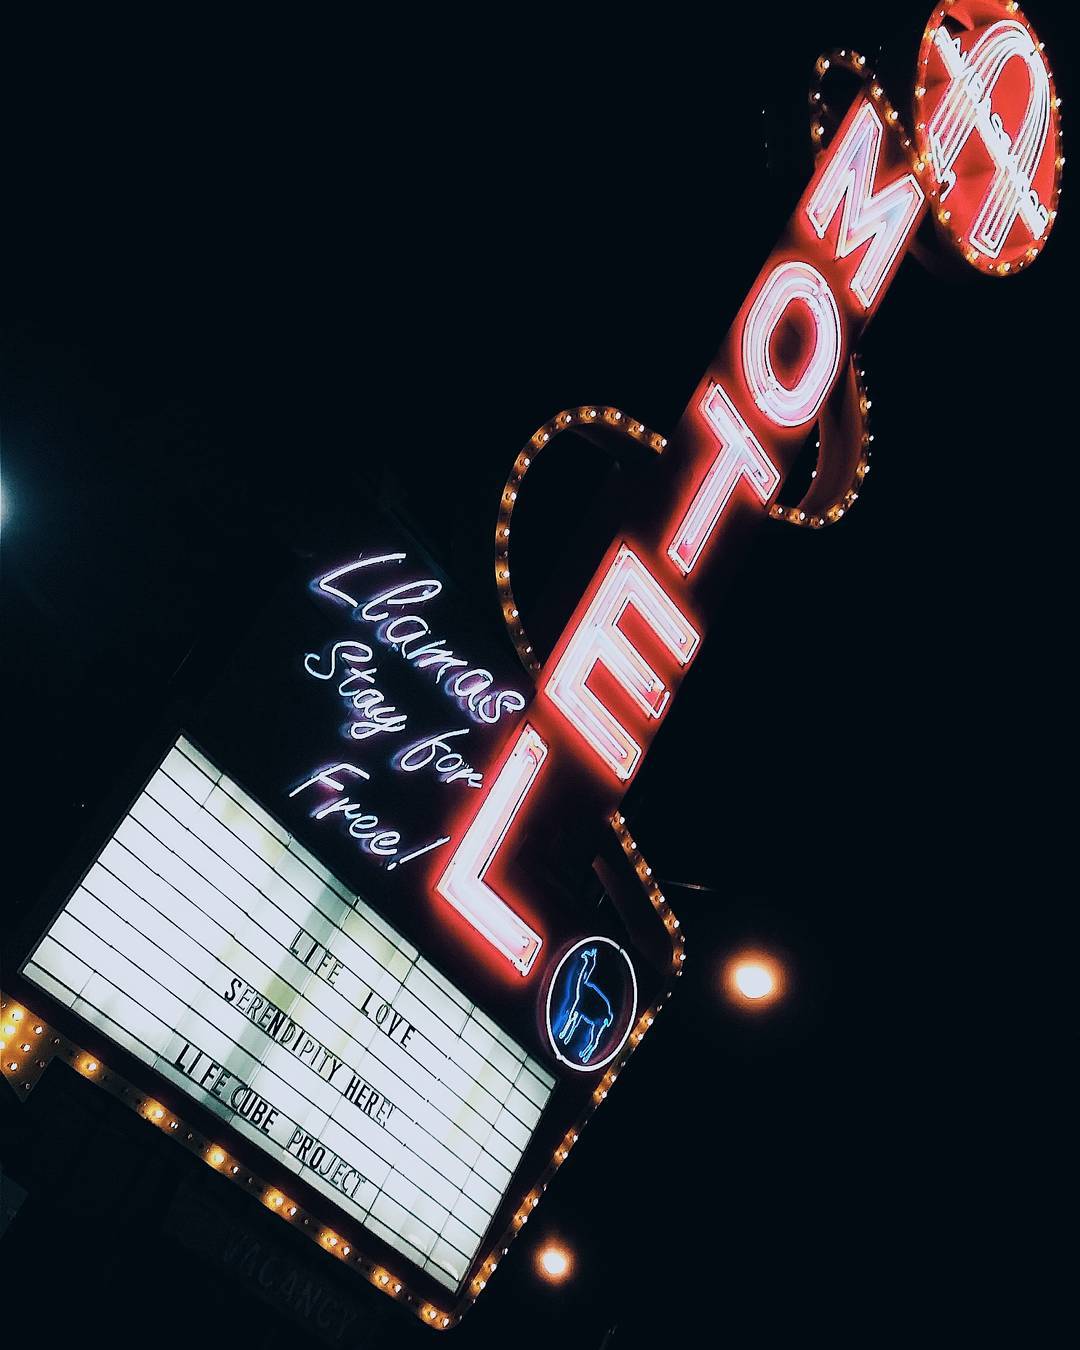 A
MOTEL
Llamas
Stay for
Free!
LIFE LOVE
SERENDIPITY HERE!
LIFE CUBE PROJECT
VACANCY